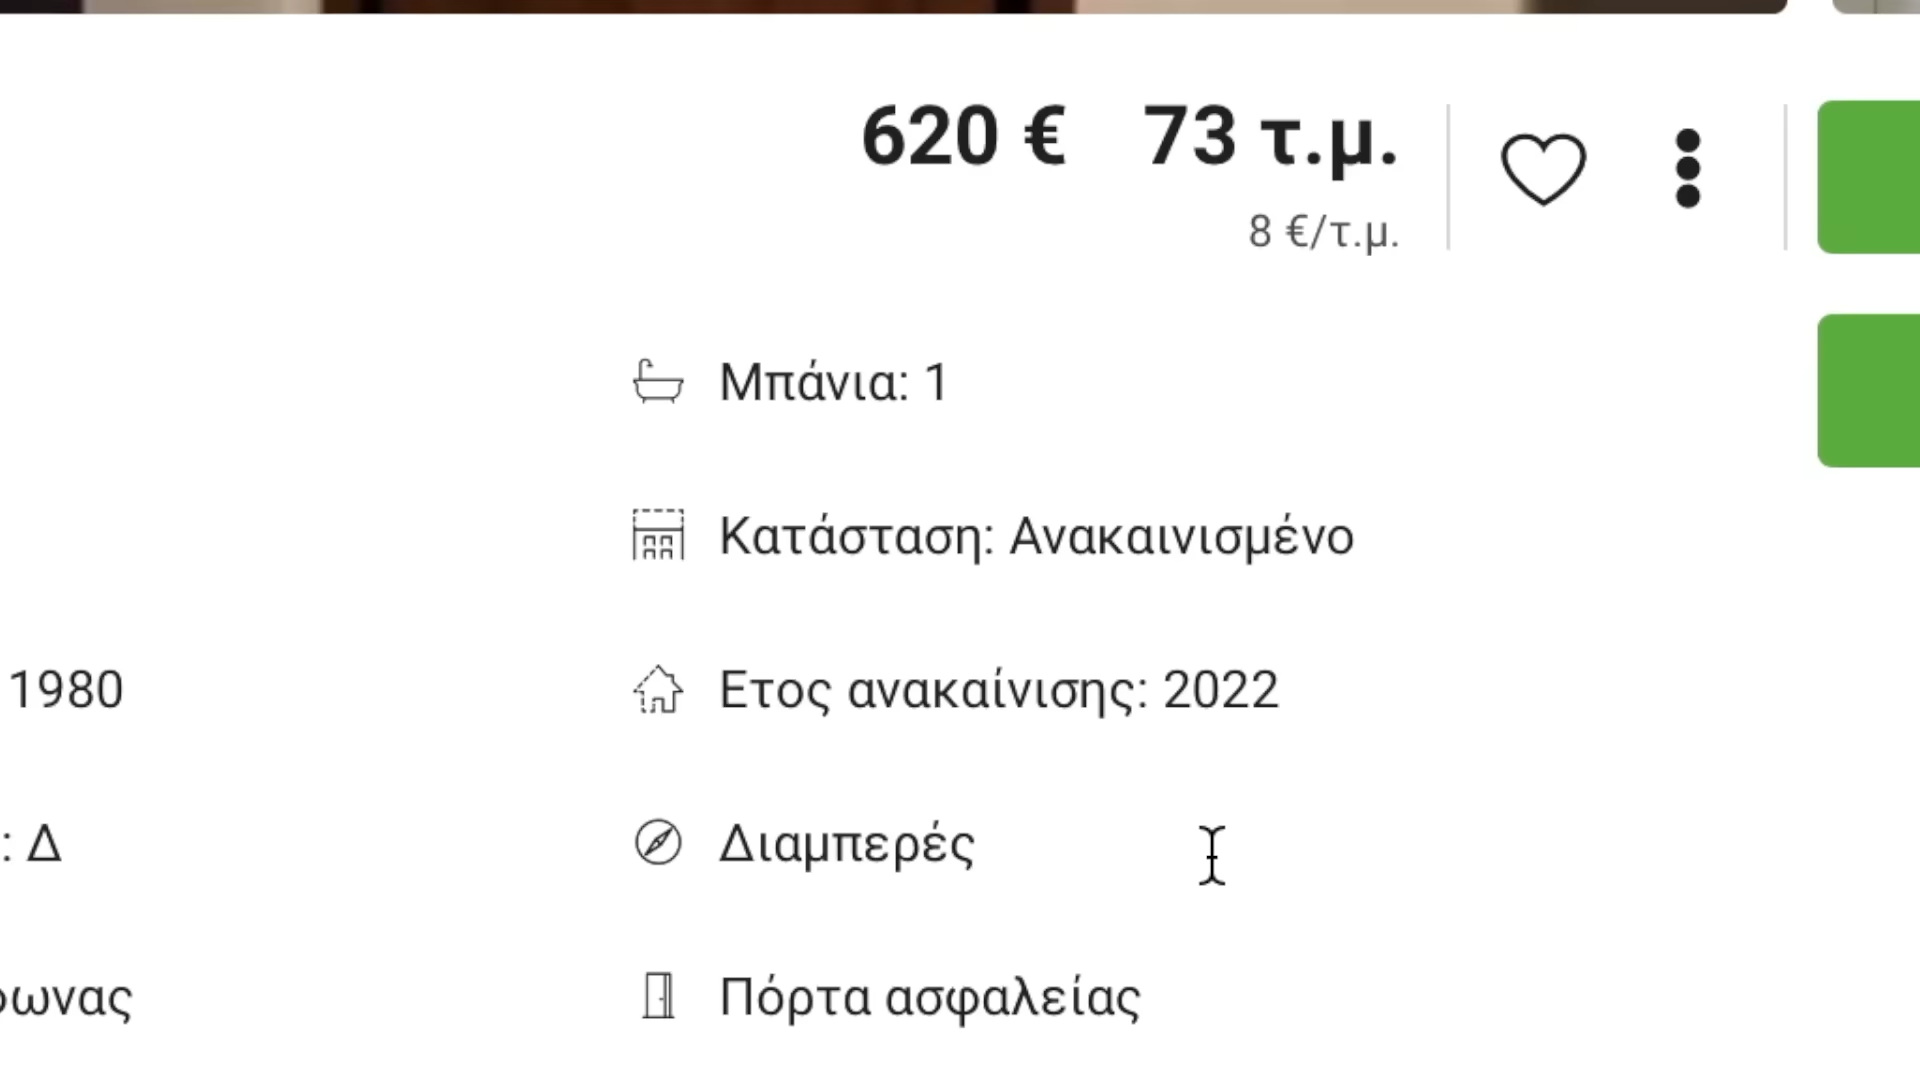 620 € 73 τ.μ.
8 €/τ.μ.
Μπάνια: 1
Κατάσταση: Ανακαινισμένο
1980
Ετος ανακαίνισης: 2022
: Δ
Διαμπερές
Πόρτα ασφαλείας